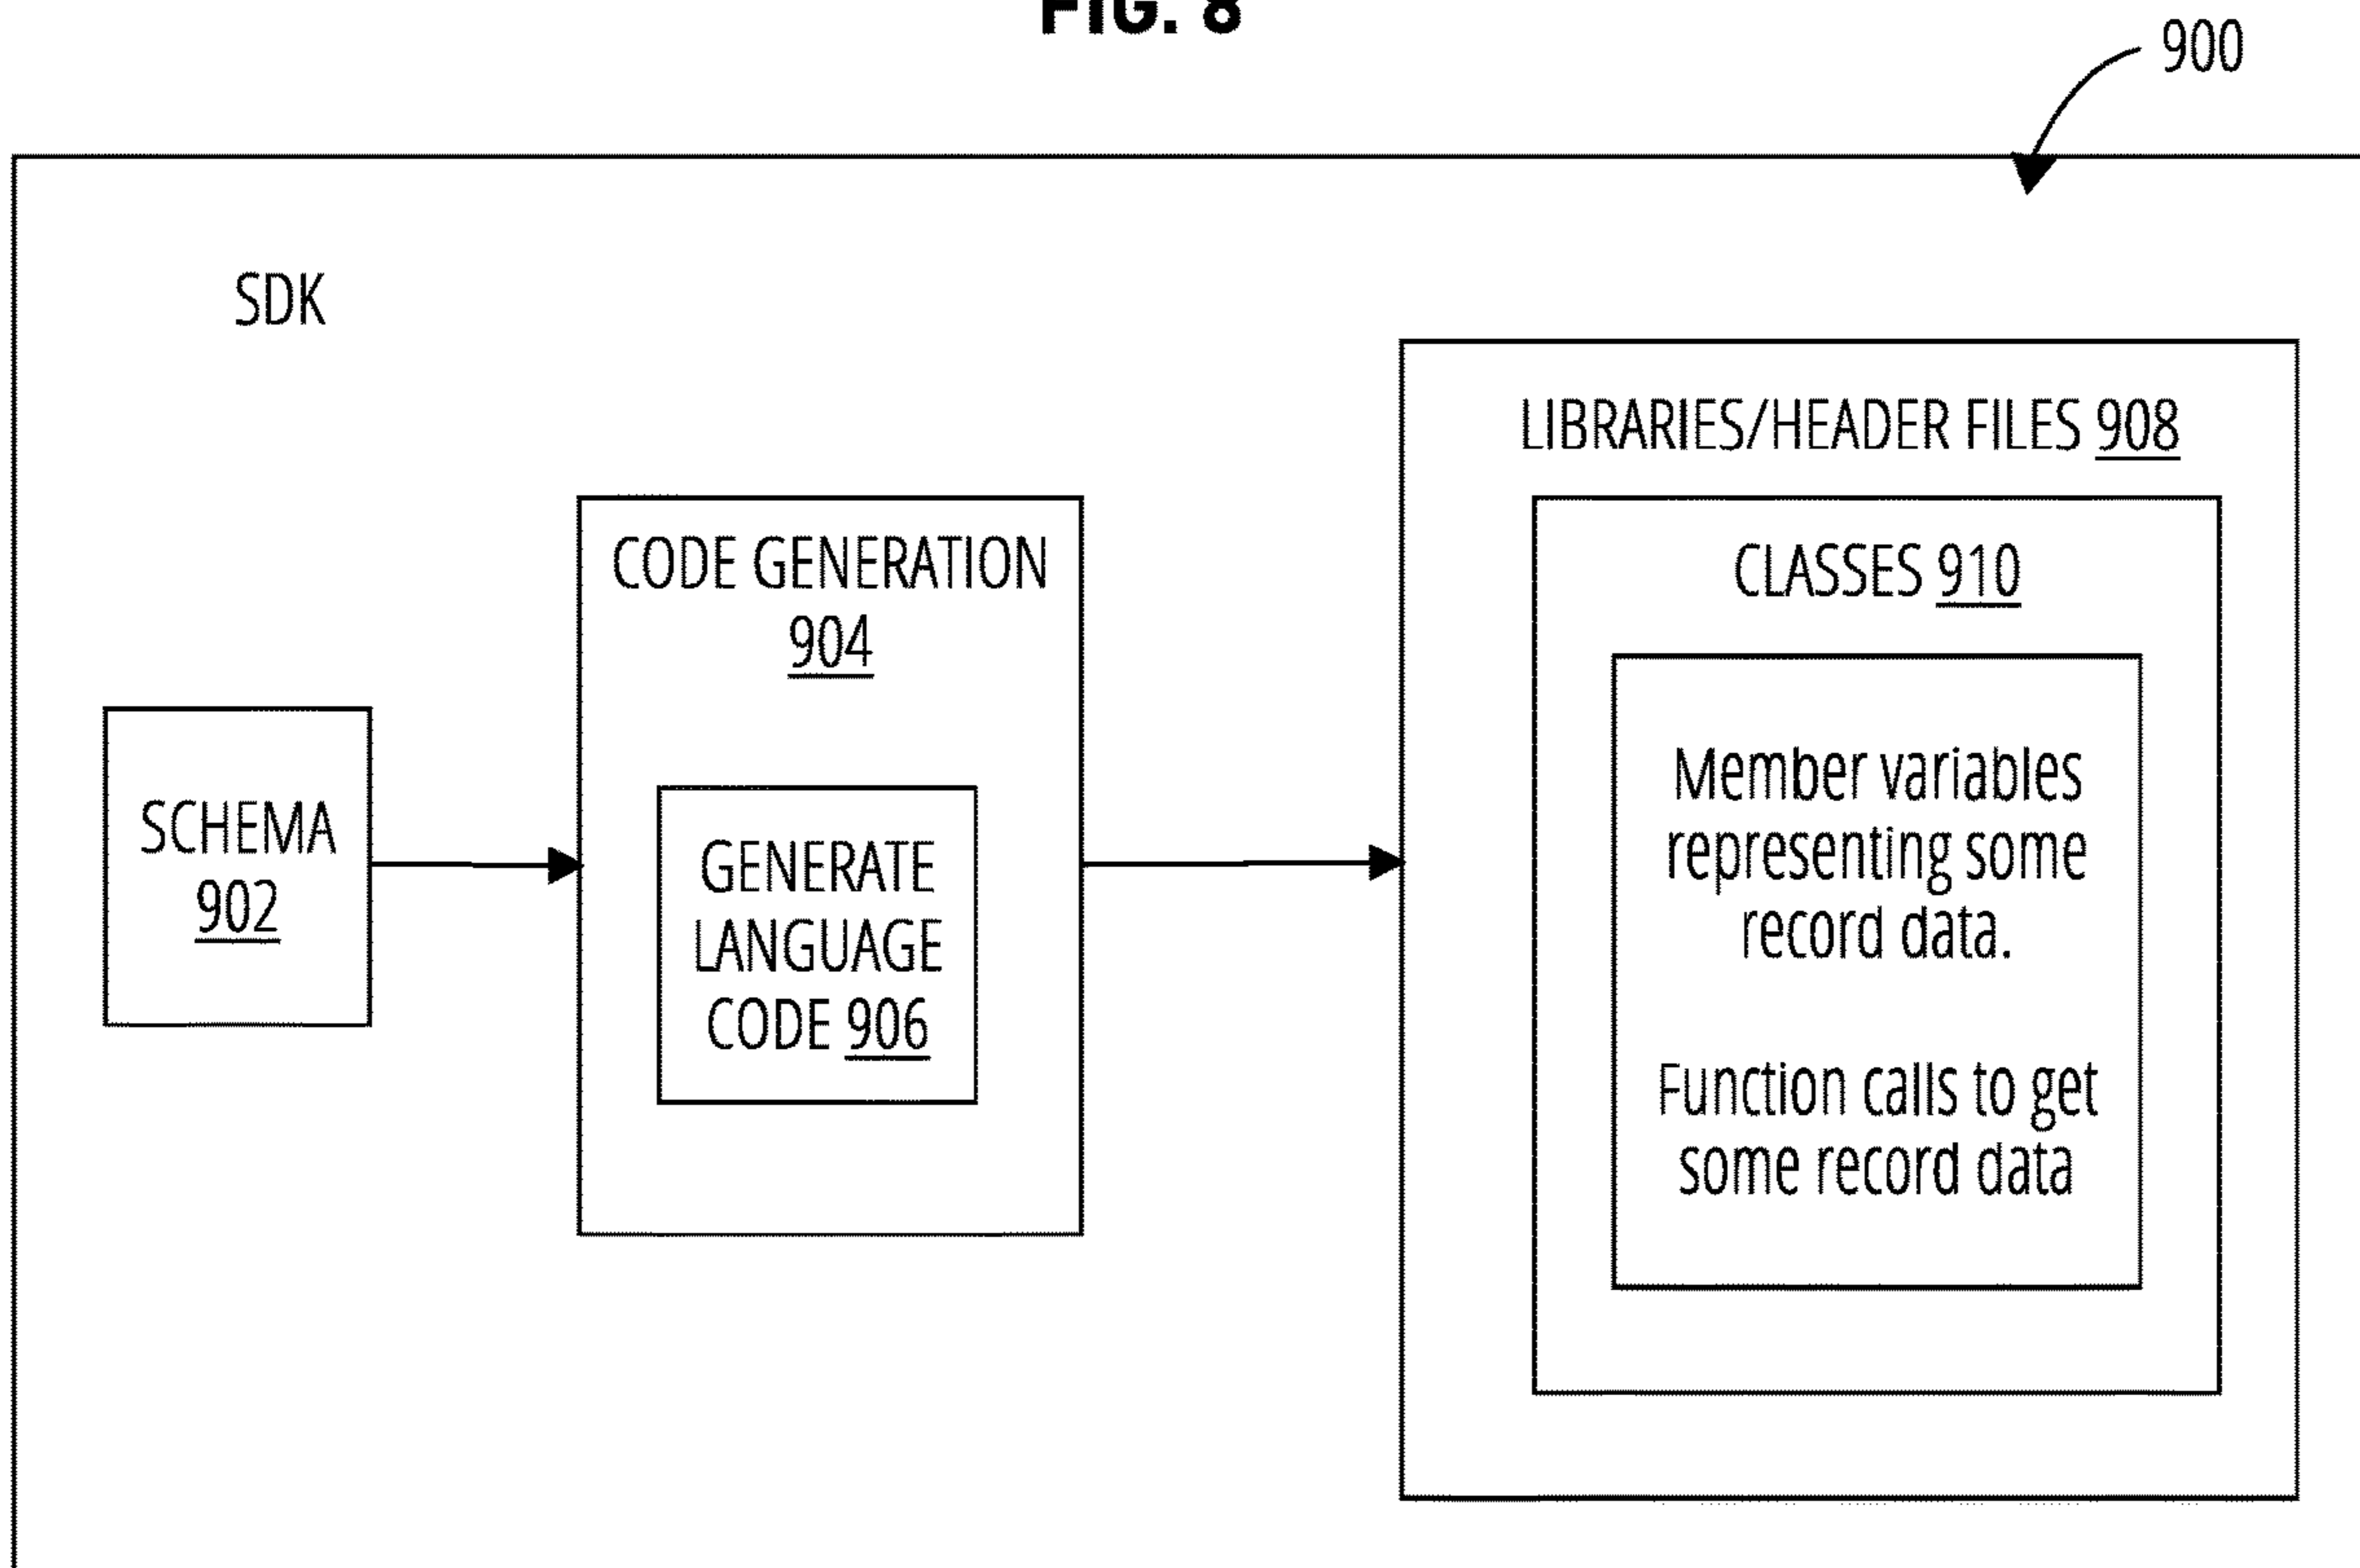 FIG. 8
900
SDK
LIBRARIES/HEADER FILES 908
CLASSES 910
CODE GENERATION
904
Member variables
representing some
record data.
Function calls to get
some record data
SCHEMA
902
GENERATE
LANGUAGE
CODE 906